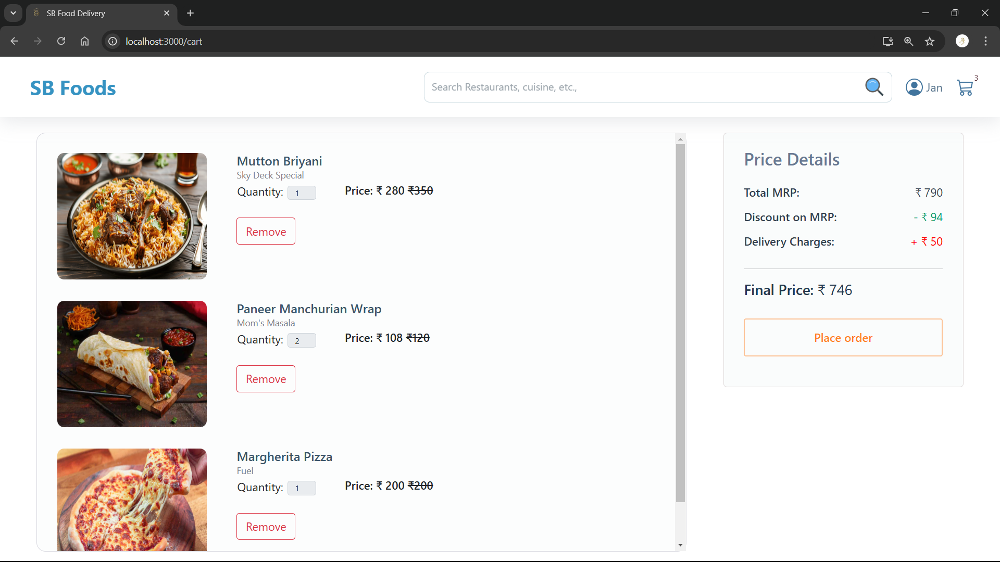 SB Food Delivery
localhost:3000/cart
SB Foods
Search Restaurants, cuisine, etc.,
Jan
3
Mutton Briyani
Sky Deck Special
Quantity: 1 Price: ₹ 280 ₹350
Remove
Paneer Manchurian Wrap
Mom's Masala
Quantity: 2 Price: ₹ 108 ₹120
Remove
Margherita Pizza
Fuel
Quantity: 1 Price: ₹ 200 ₹200
Remove
Price Details
Total MRP: ₹ 790
Discount on MRP: - ₹ 94
Delivery Charges: + ₹ 50
Final Price: ₹ 746
Place order